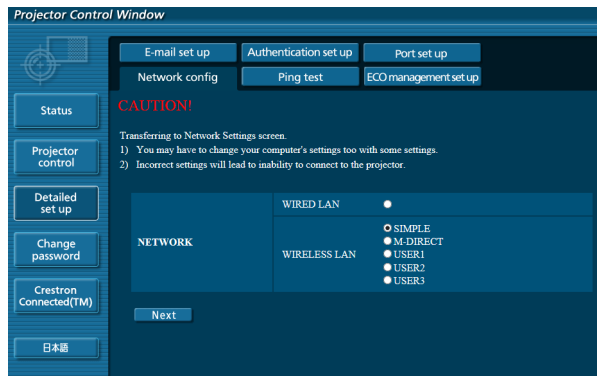 Projector Control Window
E-mail set up
Authentication set up
Port set up
Network config
Ping test
ECO management set up
Status
Projector
control
Detailed
set up
Change
password
Crestron
Connected(TM)
日本語
CAUTION!
Transferring to Network Settings screen.
1) You may have to change your computer's settings too with some settings.
2) Incorrect settings will lead to inability to connect to the projector.
NETWORK
WIRED LAN
WIRELESS LAN
SIMPLE
M-DIRECT
USER1
USER2
USER3
Next